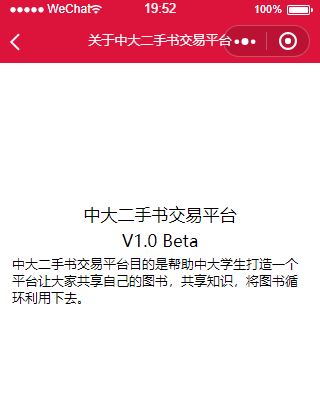 WeChat
19:52
100%
关于中大二手书交易平台
中大二手书交易平台
V1.0 Beta
中大二手书交易平台目的是帮助中大学生打造一个
平台让大家共享自己的图书，共享知识，将图书循
环利用下去。